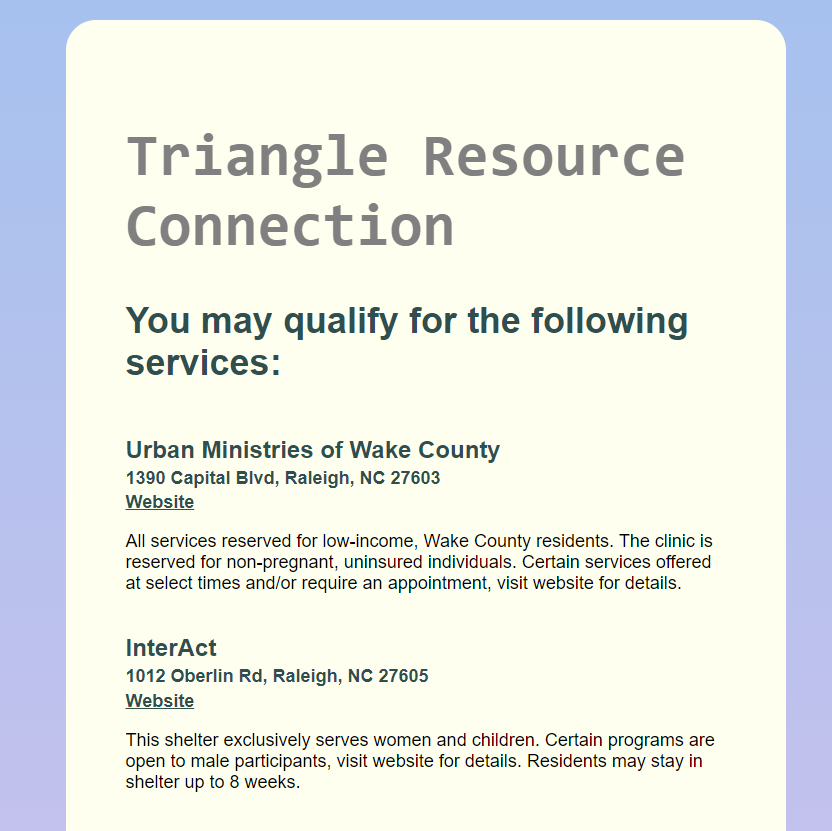 Triangle Resource
Connection
You may qualify for the following
services:
Urban Ministries of Wake County
1390 Capital Blvd, Raleigh, NC 27603
Website
All services reserved for low-income, Wake County residents. The clinic is
reserved for non-pregnant, uninsured individuals. Certain services offered
at select times and/or require an appointment, visit website for details.
InterAct
1012 Oberlin Rd, Raleigh, NC 27605
Website
This shelter exclusively serves women and children. Certain programs are
open to male participants, visit website for details. Residents may stay in
shelter up to 8 weeks.